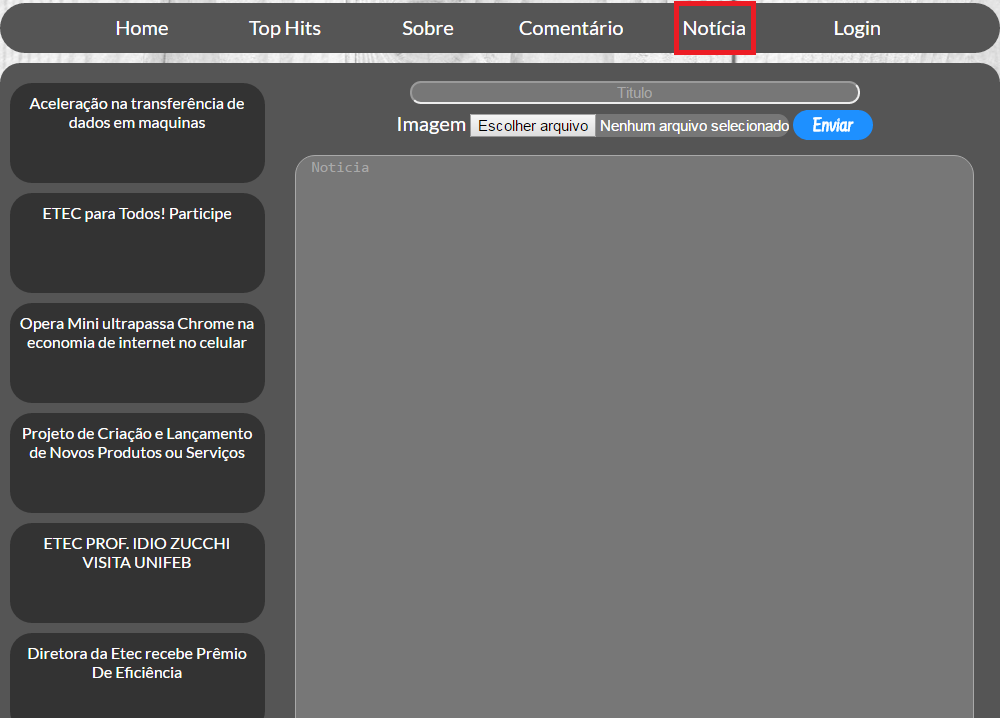 Home Top Hits Sobre Comentário Notícia Login
Aceleração na transferência de
dados em maquinas
ETEC para Todos! Participe
Opera Mini ultrapassa Chrome na
economia de internet no celular
Projeto de Criação e Lançamento
de Novos Produtos ou Serviços
ETEC PROF. IDIO ZUCCHI
VISITA UNIFEB
Diretora da Etec recebe Prêmio
De Eficiência
Titulo
Imagem Escolher arquivo Nenhum arquivo selecionado Enviar
Noticia